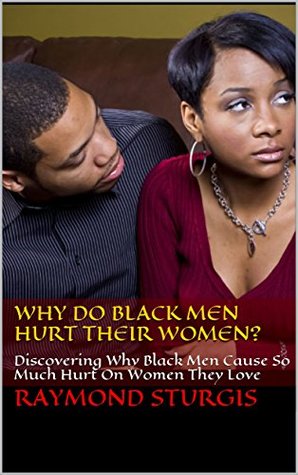 WHY DO BLACK MEN
HURT THEIR WOMEN?
Discovering Why Black Men Cause So
Much Hurt On Women They Love
RAYMOND STURGIS